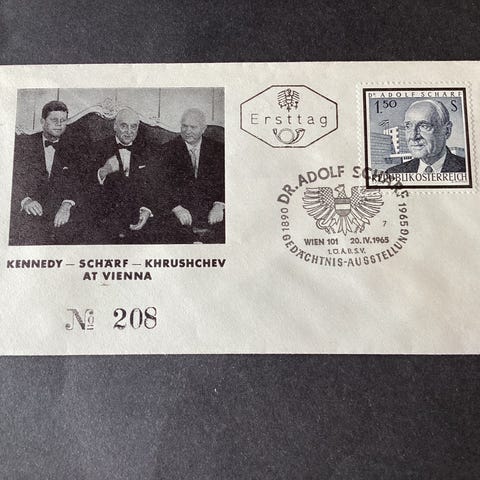 Ersttag
DR ADOLF SCHÄRF
1.50 S
REPUBLIK ÖSTERREICH
DR. ADOLF SCHÄRF
1890 1965
7
WIEN 101 20.IV.1965
1.Ö.A.B.S.V.
GEDÄCHTNIS-AUSSTELLUNG
KENNEDY – SCHÄRF – KHRUSHCHEV
AT VIENNA
No 208